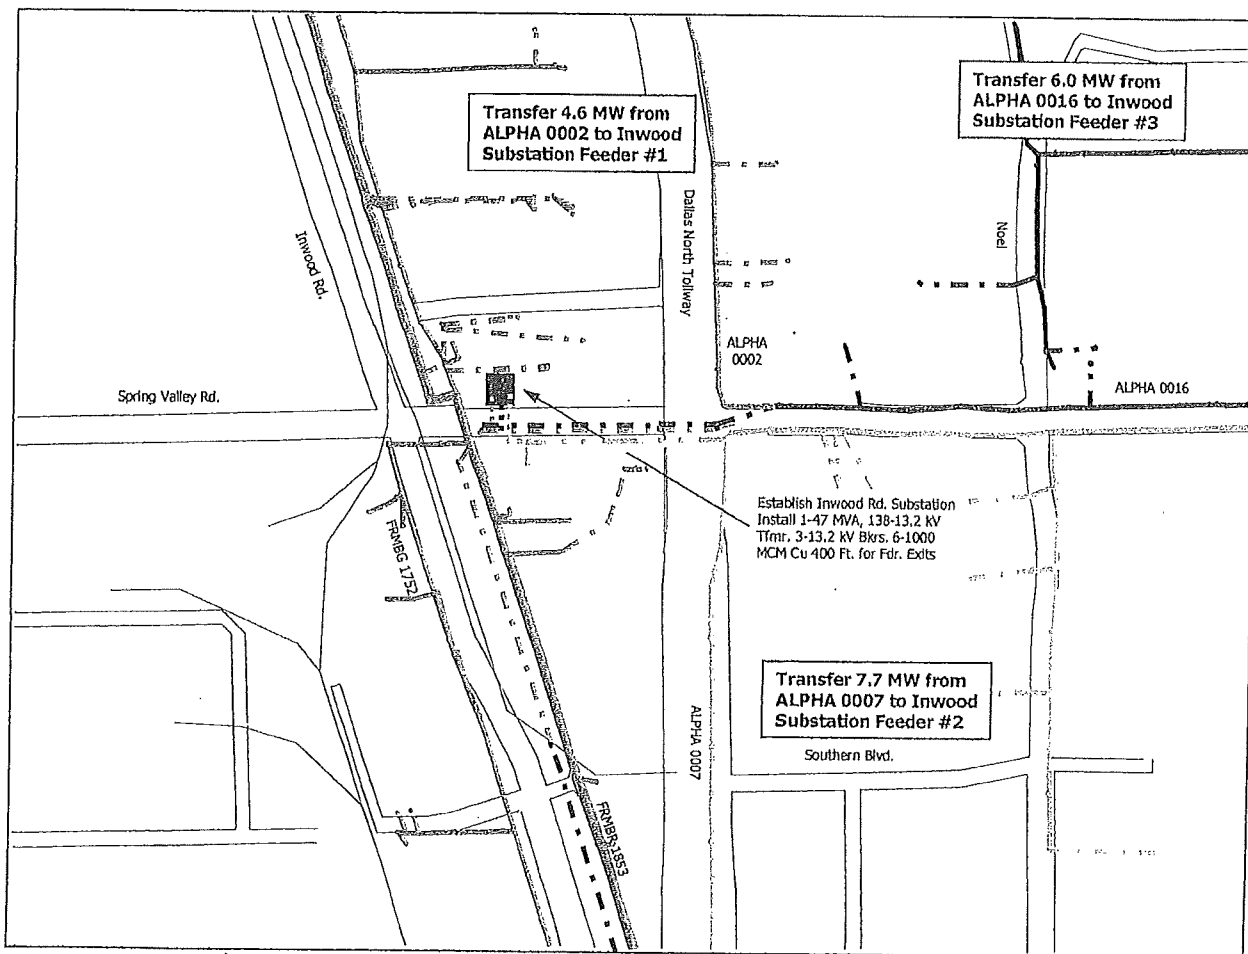 Transfer 4.6 MW from
ALPHA 0002 to Inwood
Substation Feeder #1
Transfer 6.0 MW from
ALPHA 0016 to Inwood
Substation Feeder #3
Inwood Rd.
Dallas North Tollway
Noel
ALPHA
0002
Spring Valley Rd.
ALPHA 0016
Establish Inwood Rd. Substation
Install 1-47 MVA, 138-13.2 kV
Tfmr. 3-13.2 kV Bkrs. 6-1000
MCM Cu 400 Ft. for Fdr. Exits
FRMBG 1752
Transfer 7.7 MW from
ALPHA 0007 to Inwood
Substation Feeder #2
ALPHA 0007
Southern Blvd.
FRMBR 1853